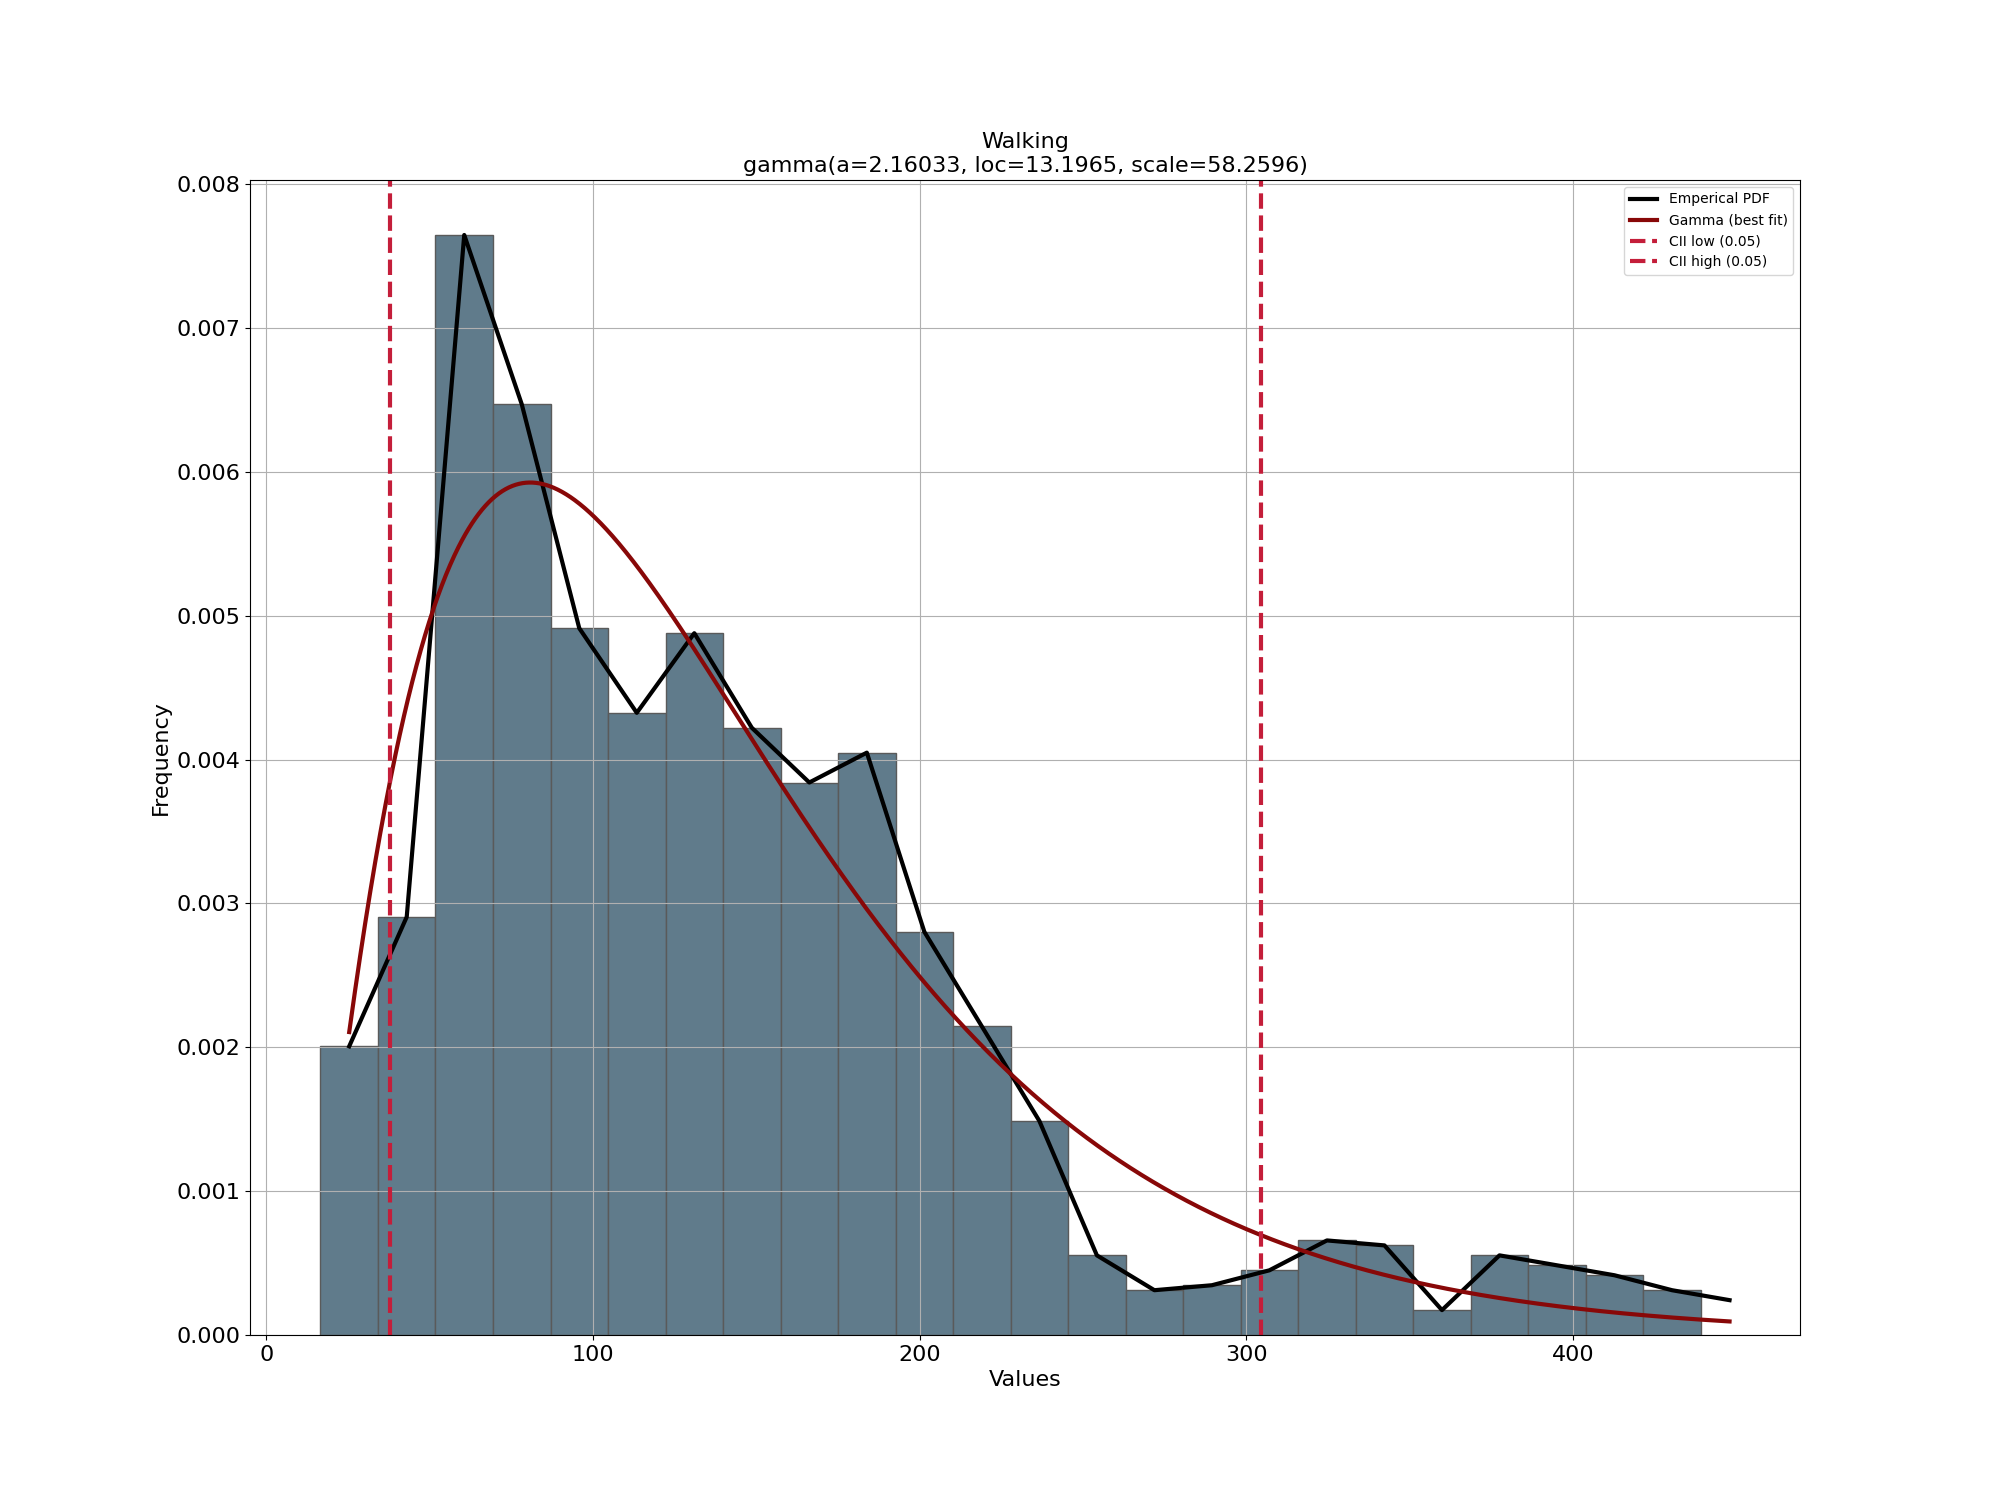 Walking
gamma(a=2.16033, loc=13.1965, scale=58.2596)
0.008
0.007
0.006
0.005
0.004
0.003
0.002
0.001
0.000
Frequency
Emperical PDF
Gamma (best fit)
CII low (0.05)
CII high (0.05)
0 100 200 300 400
Values